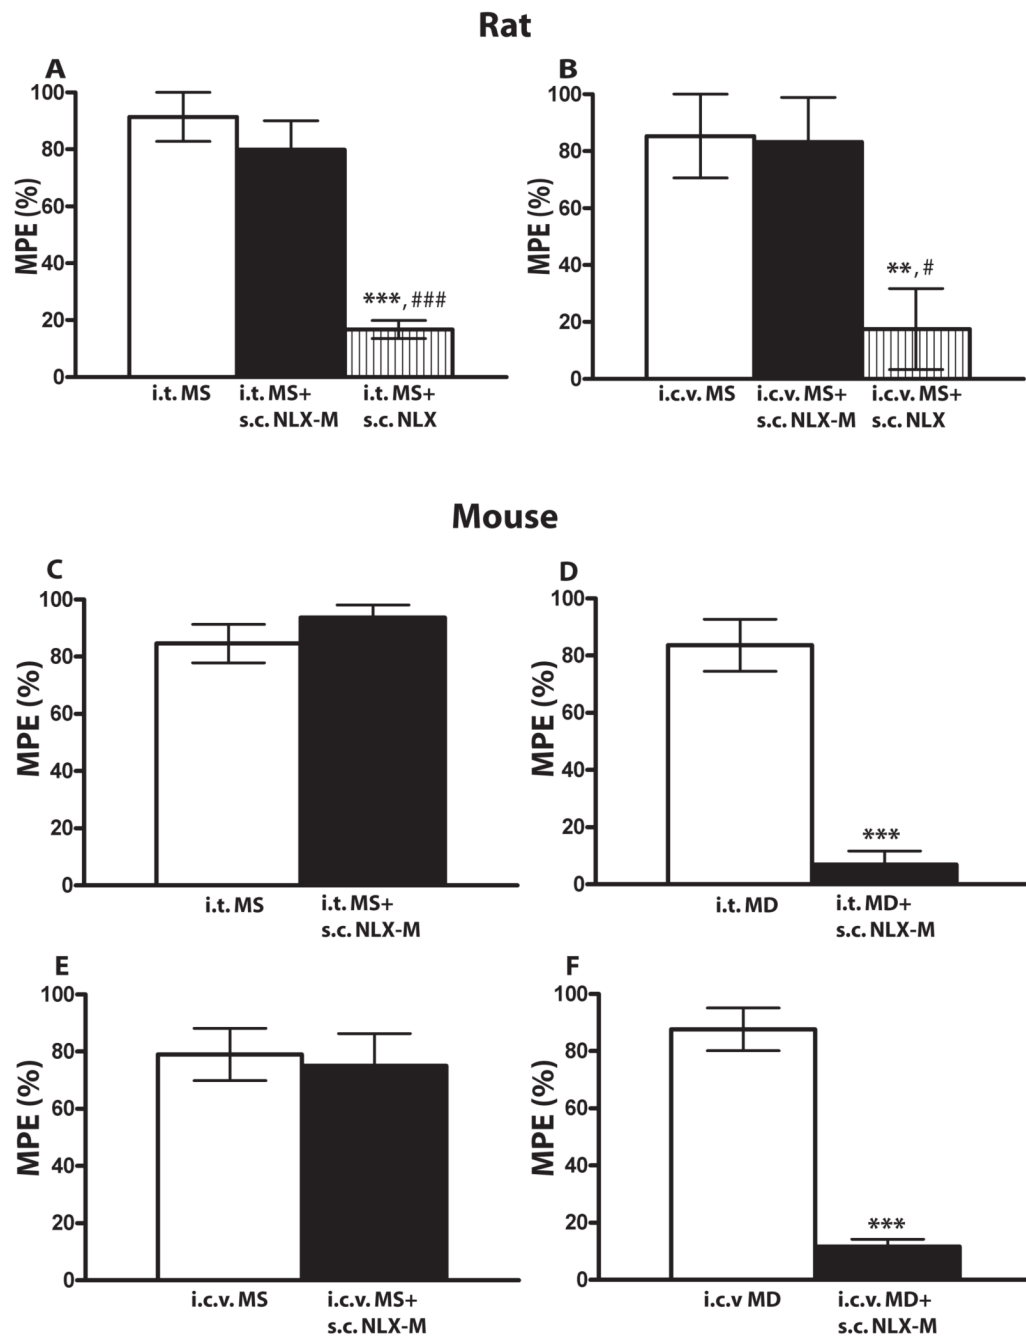 Rat
A
MPE (%)
100
80
60
40
20
0
***, ###
i.t. MS
i.t. MS+
s.c. NLX-M
i.t. MS+
s.c. NLX
B
MPE (%)
100
80
60
40
20
0
**, #
i.c.v. MS
i.c.v. MS+
s.c. NLX-M
i.c.v. MS+
s.c. NLX
Mouse
C
MPE (%)
100
80
60
40
20
0
i.t. MS
i.t. MS+
s.c. NLX-M
D
MPE (%)
100
80
60
40
20
0
***
i.t. MD
i.t. MD+
s.c. NLX-M
E
MPE (%)
100
80
60
40
20
0
i.c.v. MS
i.c.v. MS+
s.c. NLX-M
F
MPE (%)
100
80
60
40
20
0
***
i.c.v MD
i.c.v. MD+
s.c. NLX-M